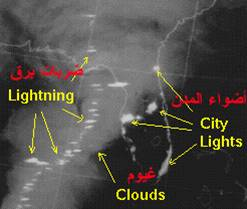 ضربات برق
Lightning
أضواء المدن
City
Lights
غيوم
Clouds